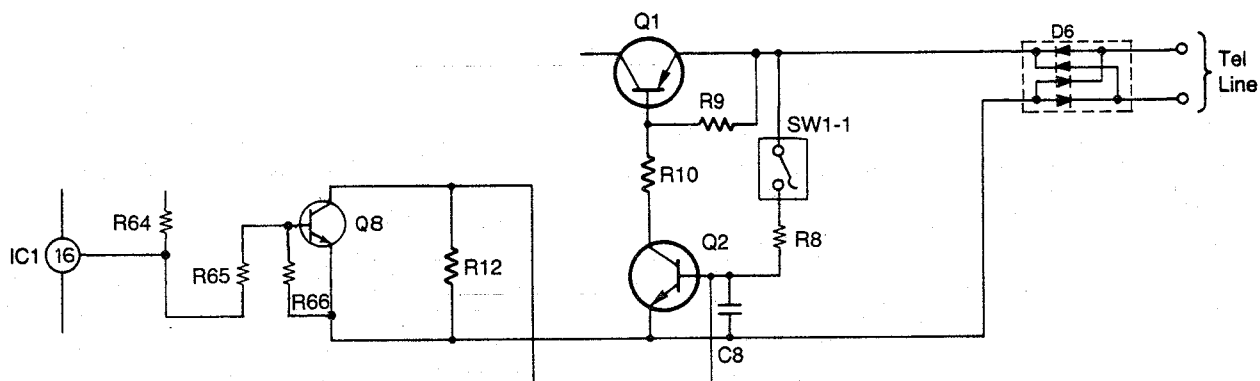 Q1
D6
Tel
Line
R9
SW1-1
R10
R64
Q8
Q2
R8
IC1
16
R65
R12
R66
C8